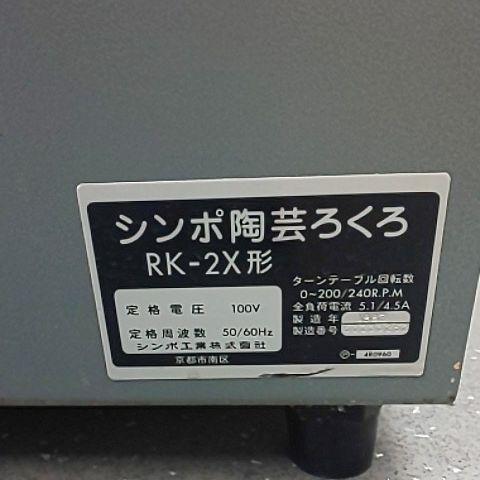 シンポ陶芸ろくろ
RK-2X形
定格電圧 100V
定格周波数 50/60Hz
シンポ工業株式会社
京都市南区
ターンテーブル回転数
0~200/240R.P.M
全負荷電流 5.1/4.5A
製造年
製造番号